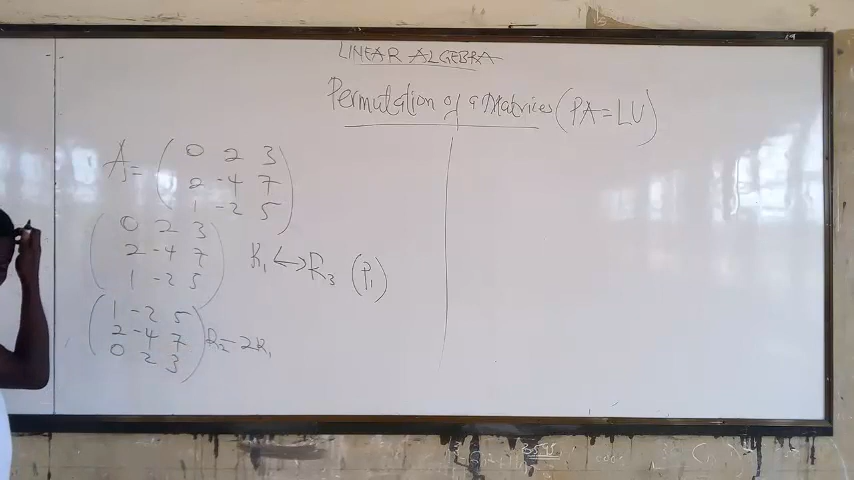 LINEAR ALGEBRA
Permutation of a Matrices (PA=LU)
A = ( 0 2 3
2 -4 7
1 -2 5 )
( 0 2 3
2 -4 7
1 -2 5 ) R₁ ↔ R₃ (P₁)
( 1 -2 5
2 -4 7
0 2 3 ) R₂ - 2R₁